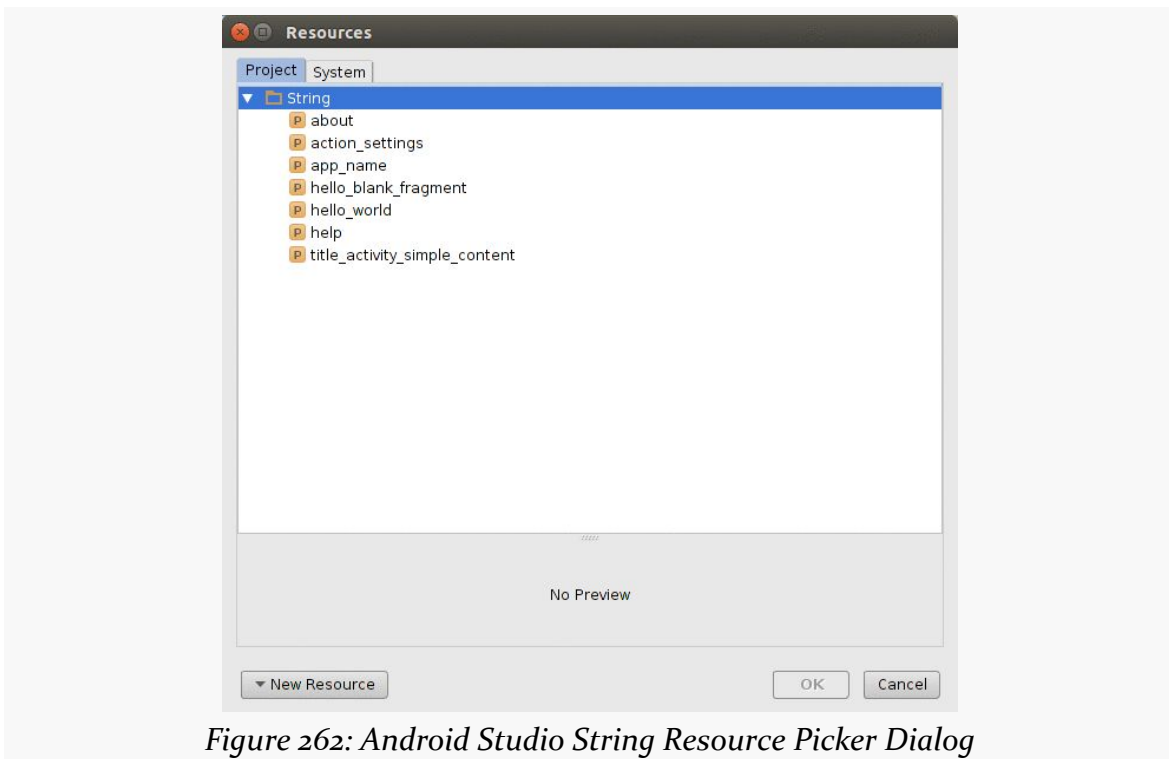 Resources
Project System
String
P about
P action_settings
P app_name
P hello_blank_fragment
P hello_world
P help
P title_activity_simple_content
No Preview
New Resource OK Cancel
Figure 262: Android Studio String Resource Picker Dialog